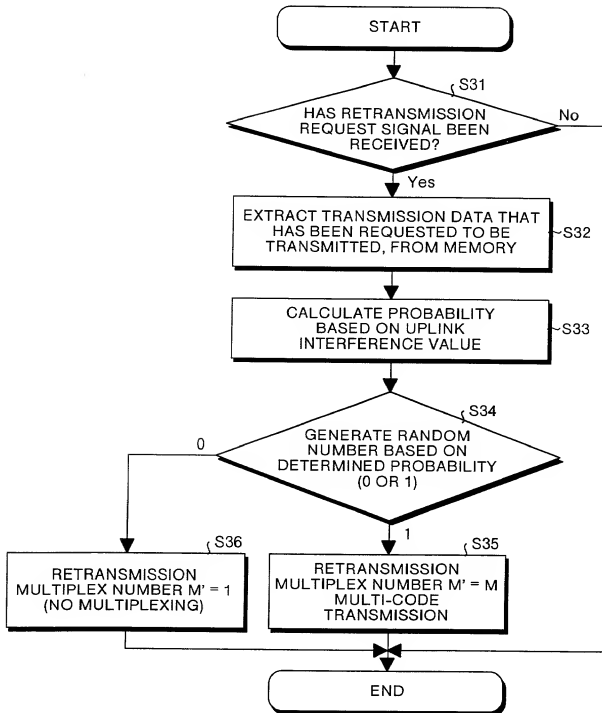 START
S31
HAS RETRANSMISSION
REQUEST SIGNAL BEEN
RECEIVED?
No
Yes
EXTRACT TRANSMISSION DATA THAT
HAS BEEN REQUESTED TO BE
TRANSMITTED, FROM MEMORY
S32
CALCULATE PROBABILITY
BASED ON UPLINK
INTERFERENCE VALUE
S33
S34
GENERATE RANDOM
NUMBER BASED ON
DETERMINED PROBABILITY
(0 OR 1)
0
1
S36
RETRANSMISSION
MULTIPLEX NUMBER M' = 1
(NO MULTIPLEXING)
S35
RETRANSMISSION
MULTIPLEX NUMBER M' = M
MULTI-CODE
TRANSMISSION
END